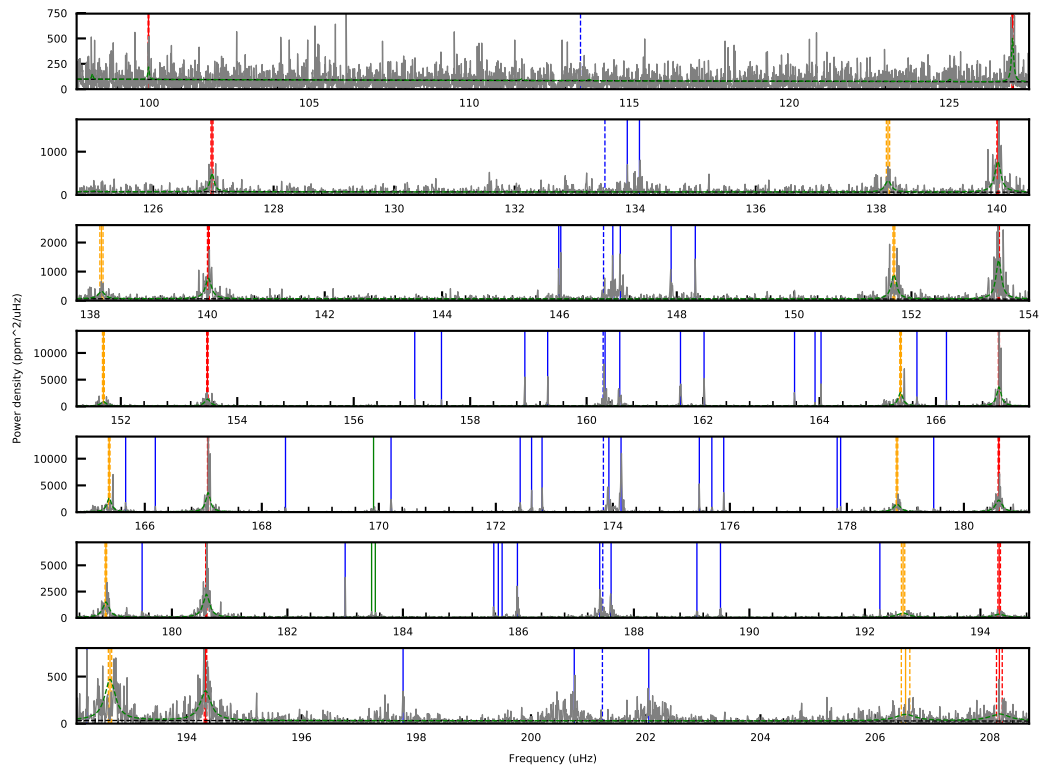 750
500
250
0
100 105 110 115 120 125
1000
0
126 128 130 132 134 136 138 140
2000
1000
0
138 140 142 144 146 148 150 152 154
Power density (ppm^2/uHz)
10000
5000
0
152 154 156 158 160 162 164 166
10000
5000
0
166 168 170 172 174 176 178 180
5000
2500
0
180 182 184 186 188 190 192 194
500
0
194 196 198 200 202 204 206 208
Frequency (uHz)